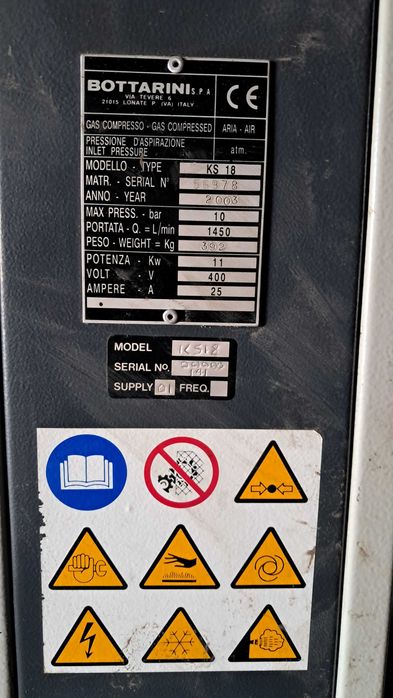 BOTTARINI S.P.A
VIA TEVERE 6
21015 LONATE P. (VA) ITALY
CE
GAS COMPRESSO - GAS COMPRESSED ARIA - AIR
PRESSIONE D'ASPIRAZIONE
INLET PRESSURE atm.
MODELLO - TYPE KS 18
MATR. - SERIAL N°
ANNO - YEAR 2003
MAX PRESS. - bar 10
PORTATA - Q. = L/min 1450
PESO - WEIGHT = Kg 392
POTENZA - Kw 11
VOLT - V 400
AMPERE - A 25
MODEL KS18
SERIAL No.
SUPPLY 01 FREQ.